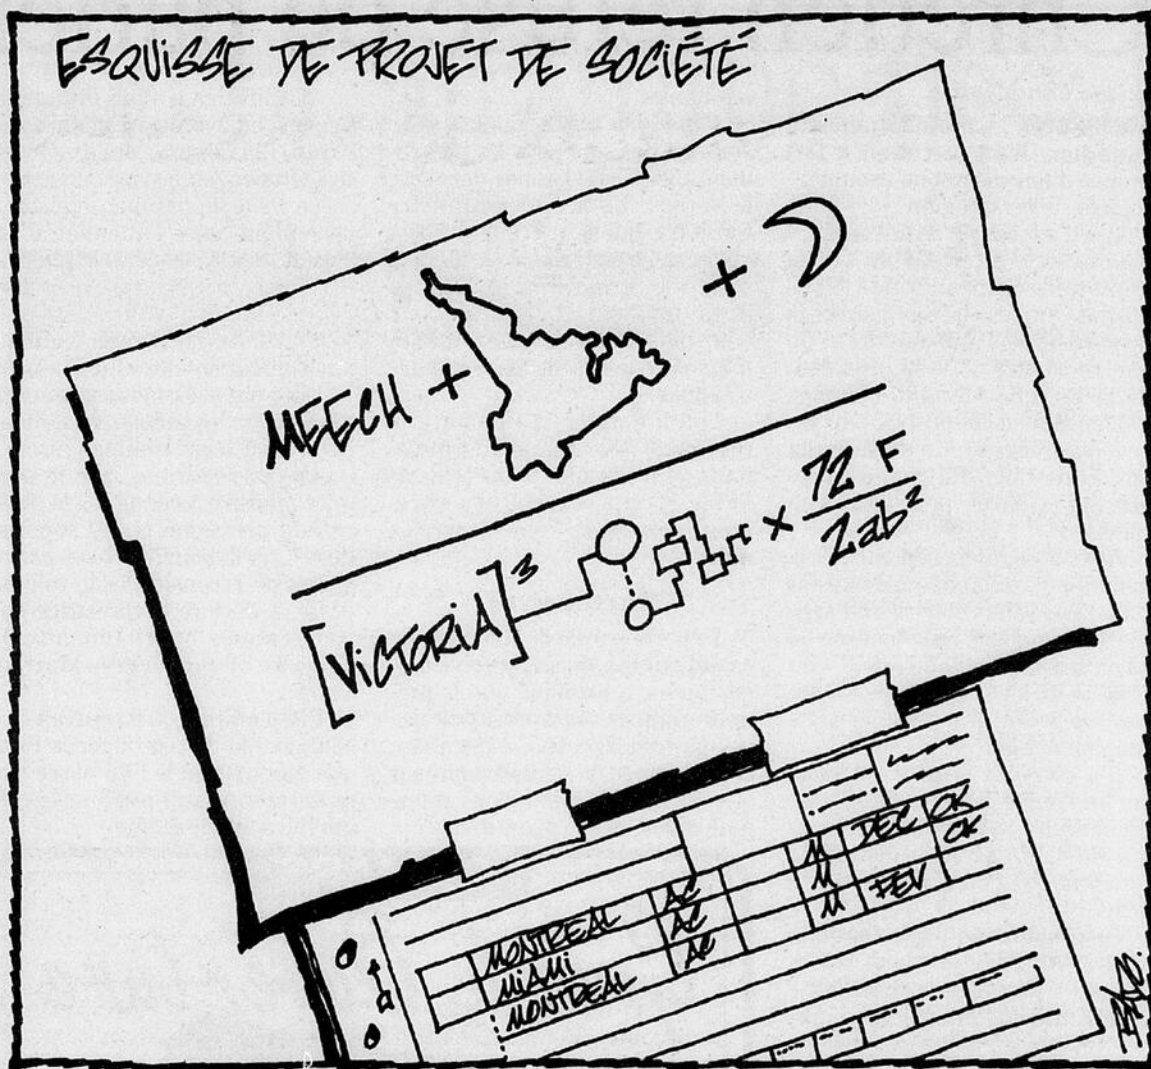 ESQUISSE DE PROJET DE SOCIÉTÉ
MEECH +
+
[VICTORIA]³ × 72 F / 2ab²
DEC OK
MONTREAL AC M OK
MIAMI AC M FEV
MONTREAL AC M